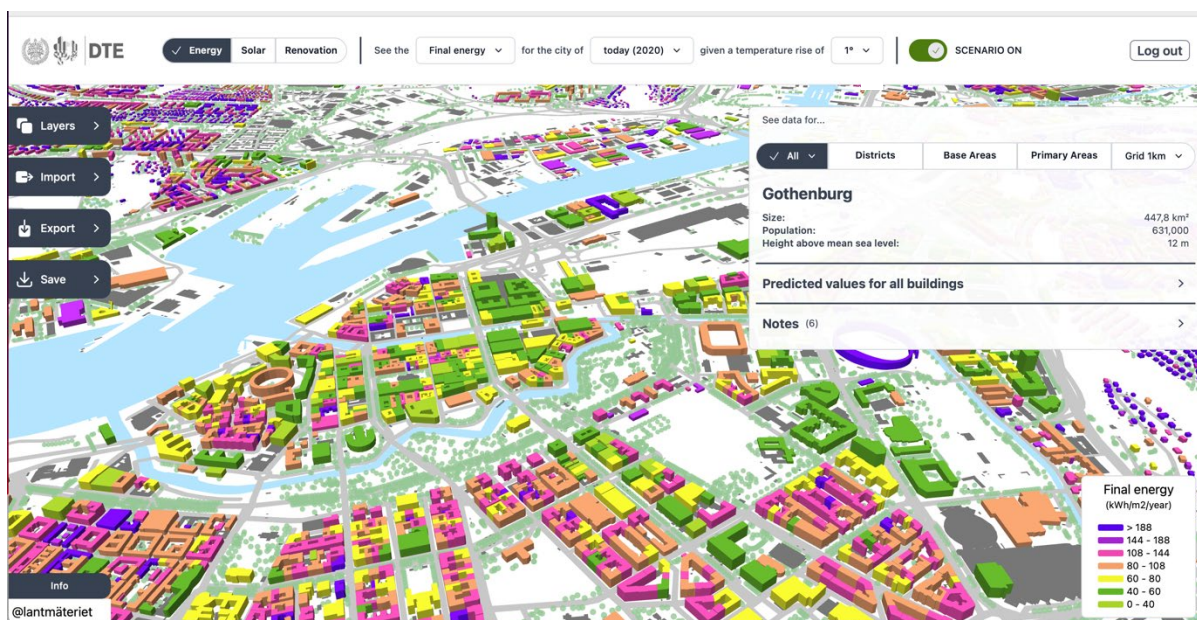 DTE
Energy Solar Renovation
See the Final energy for the city of today (2020) given a temperature rise of 1° SCENARIO ON
Log out
Layers
Import
Export
Save
See data for...
All Districts Base Areas Primary Areas Grid 1km
Gothenburg
Size: 447,8 km²
Population: 631,000
Height above mean sea level: 12 m
Predicted values for all buildings
Notes (6)
Final energy
(kWh/m2/year)
> 188
144 - 188
108 - 144
80 - 108
60 - 80
40 - 60
0 - 40
Info
@lantmäteriet